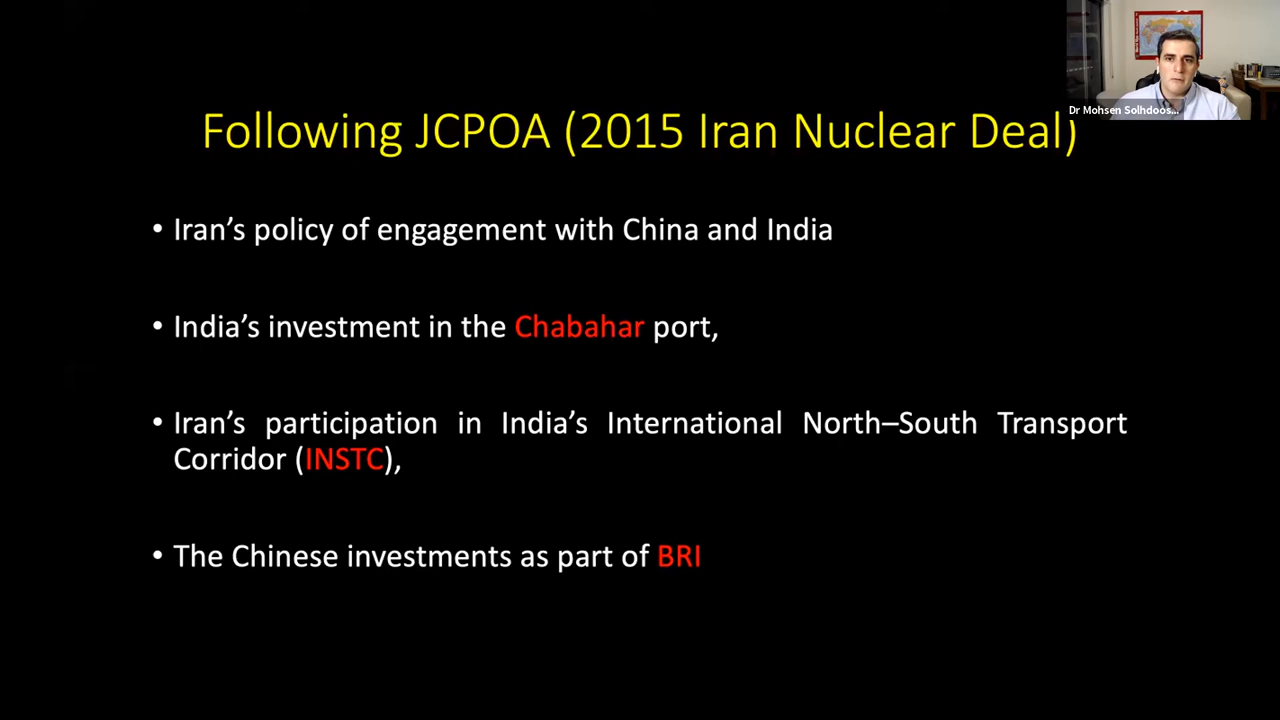 Dr Mohsen Solhdoos...
Following JCPOA (2015 Iran Nuclear Deal)
• Iran’s policy of engagement with China and India
• India’s investment in the Chabahar port,
• Iran’s participation in India’s International North–South Transport
Corridor (INSTC),
• The Chinese investments as part of BRI